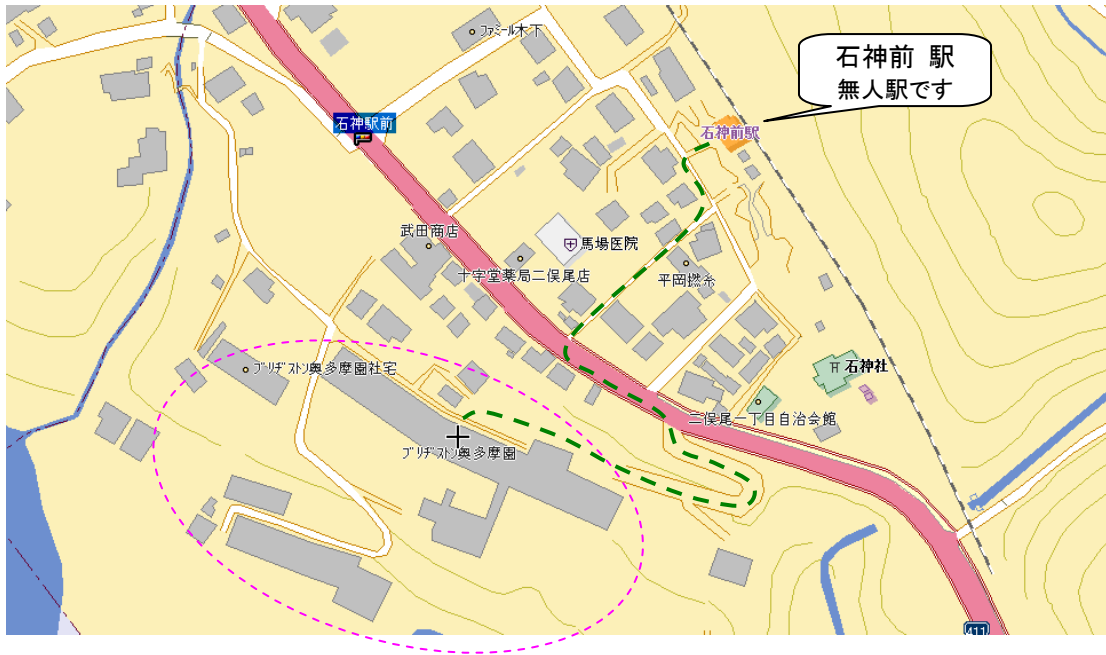 ファミール木下
石神前 駅
無人駅です
石神駅前
石神前駅
武田商店
馬場医院
十字堂薬局二俣尾店
平岡撚糸
ブリヂストン奥多摩園社宅
石神社
二俣尾一丁目自治会館
ブリヂストン奥多摩園
411